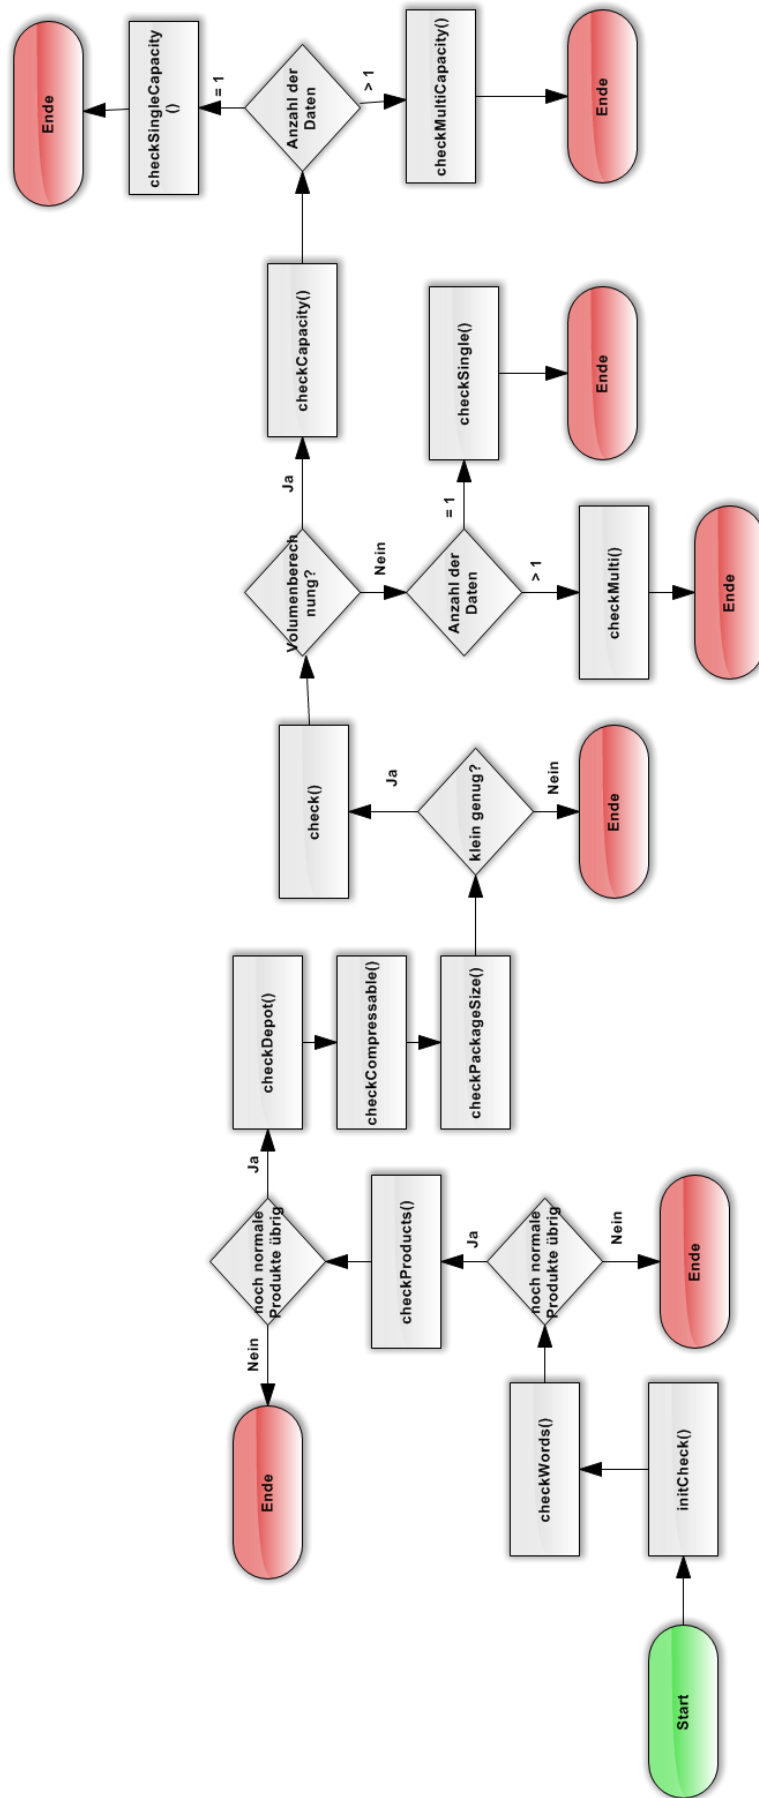 Start
initCheck()
checkWords()
noch normale
Produkte übrig
Nein
Ende
Ja
checkProducts()
noch normale
Produkte übrig
Nein
Ende
Ja
checkDepot()
checkCompressable()
checkPackageSize()
klein genug?
Nein
Ende
Ja
check()
Volumenberech
nung?
Nein
Anzahl der
Daten
> 1
checkMulti()
Ende
= 1
checkSingle()
Ende
Ja
checkCapacity()
Anzahl der
Daten
= 1
checkSingleCapacity
()
Ende
> 1
checkMultiCapacity()
Ende